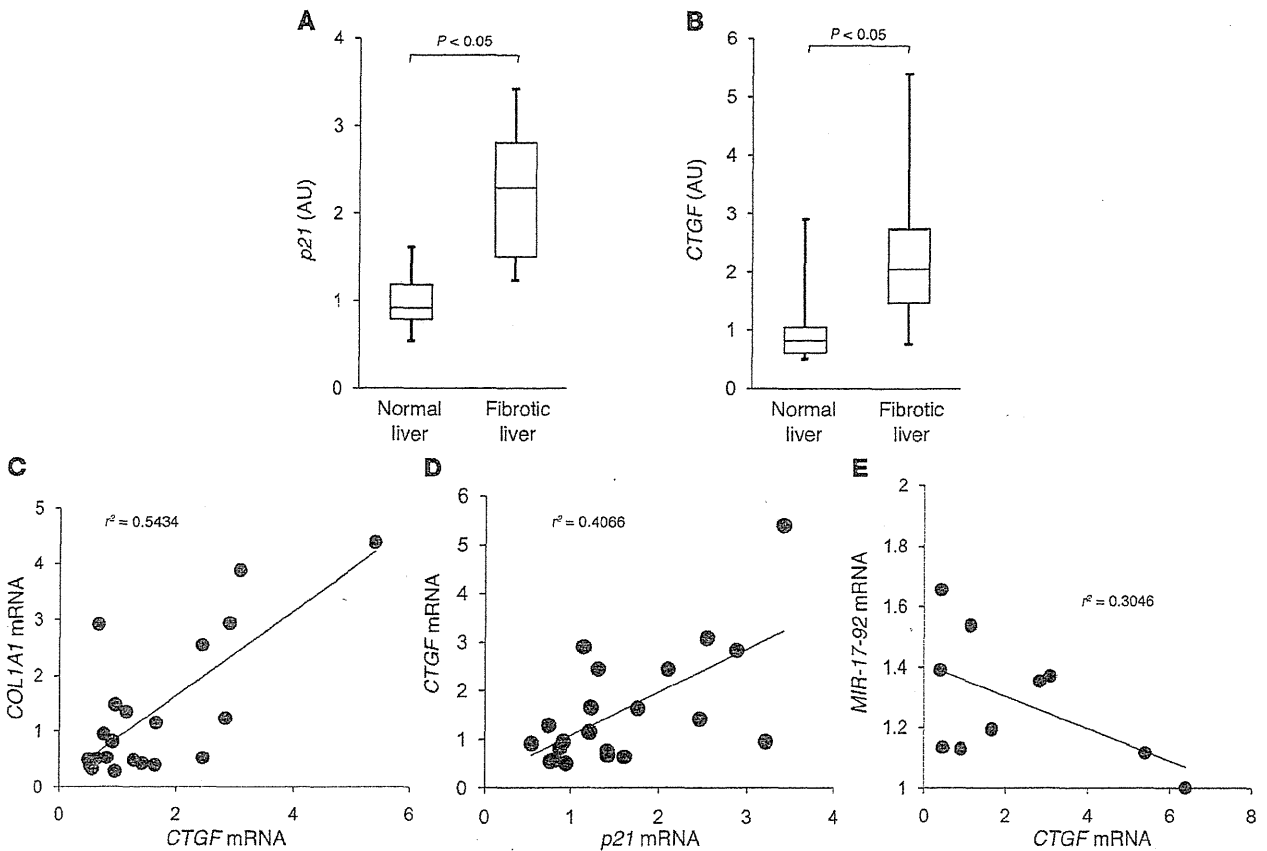 A
4
3
2
1
0
p21 (AU)
P < 0.05
Normal
liver
Fibrotic
liver
B
6
5
4
3
2
1
0
CTGF (AU)
P < 0.05
Normal
liver
Fibrotic
liver
C
5
4
3
2
1
0
COL1A1 mRNA
r² = 0.5434
0 2 4 6
CTGF mRNA
D
6
5
4
3
2
1
0
CTGF mRNA
r² = 0.4066
0 1 2 3 4
p21 mRNA
E
2
1.8
1.6
1.4
1.2
1
MIR-17-92 mRNA
r² = 0.3046
0 2 4 6 8
CTGF mRNA